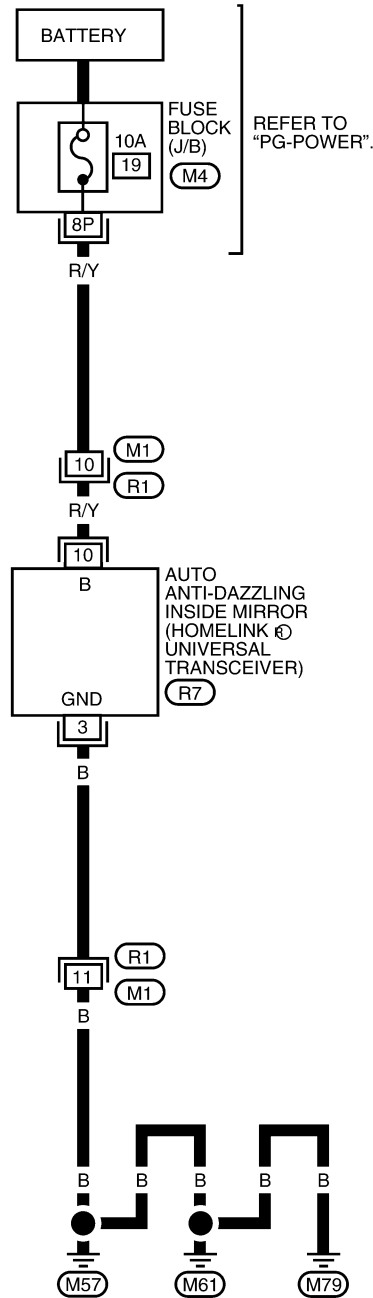 BATTERY
FUSE
BLOCK
(J/B)
10A
19
M4
REFER TO
“PG-POWER”.
8P
R/Y
M1
10
R1
R/Y
10
B
AUTO
ANTI-DAZZLING
INSIDE MIRROR
(HOMELINK ®
UNIVERSAL
TRANSCEIVER)
R7
GND
3
B
R1
11
M1
B
B B B B B
M57 M61 M79